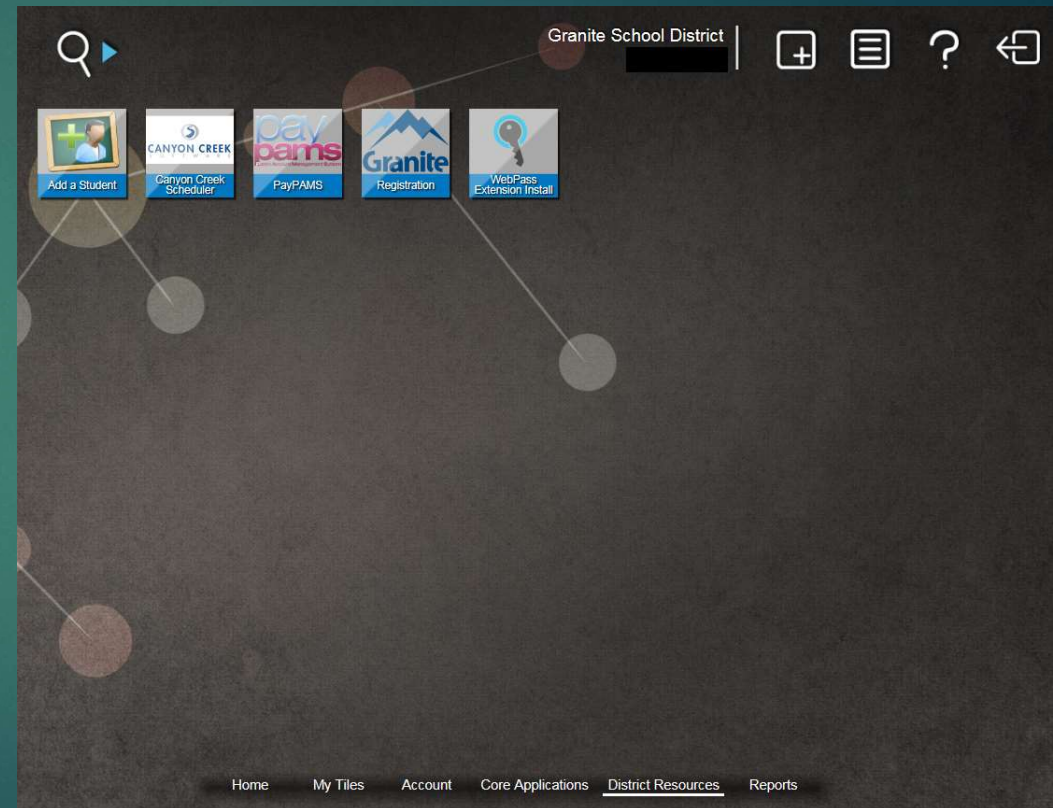 Granite School District
CANYON CREEK
SOFTWARE
pay
pams
Granite
Add a Student
Canyon Creek
Scheduler
PayPAMS
Registration
WebPass
Extension Install
Home
My Tiles
Account
Core Applications
District Resources
Reports